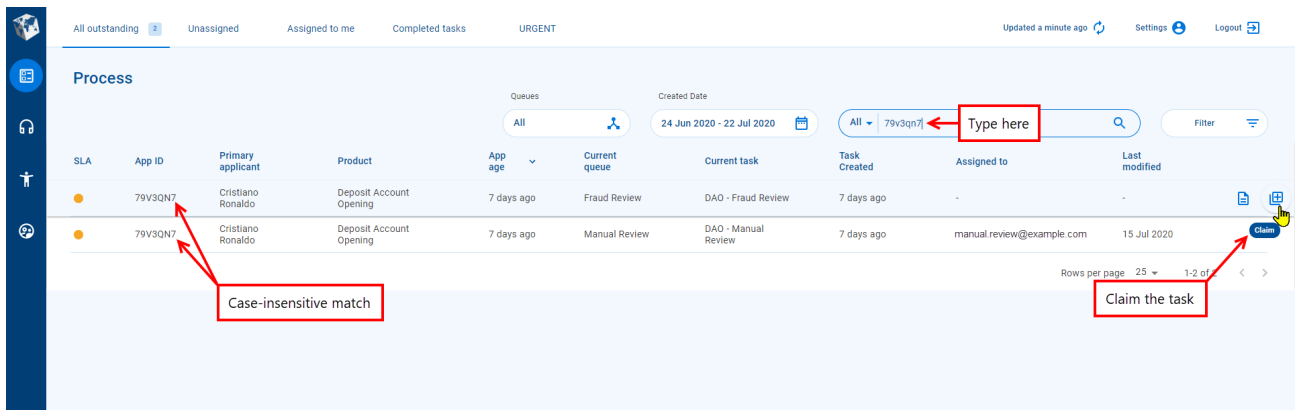 All outstanding 2 Unassigned Assigned to me Completed tasks URGENT Updated a minute ago Settings Logout
Process
Queues Created Date
All 24 Jun 2020 - 22 Jul 2020 All 79v3qn7 Type here Filter
SLA App ID Primary applicant Product App age Current queue Current task Task Created Assigned to Last modified
79V3QN7 Cristiano Ronaldo Deposit Account Opening 7 days ago Fraud Review DAO - Fraud Review 7 days ago - -
79V3QN7 Cristiano Ronaldo Deposit Account Opening 7 days ago Manual Review DAO - Manual Review 7 days ago manual.review@example.com 15 Jul 2020 Claim
Rows per page 25 1-2 of
Case-insensitive match Claim the task